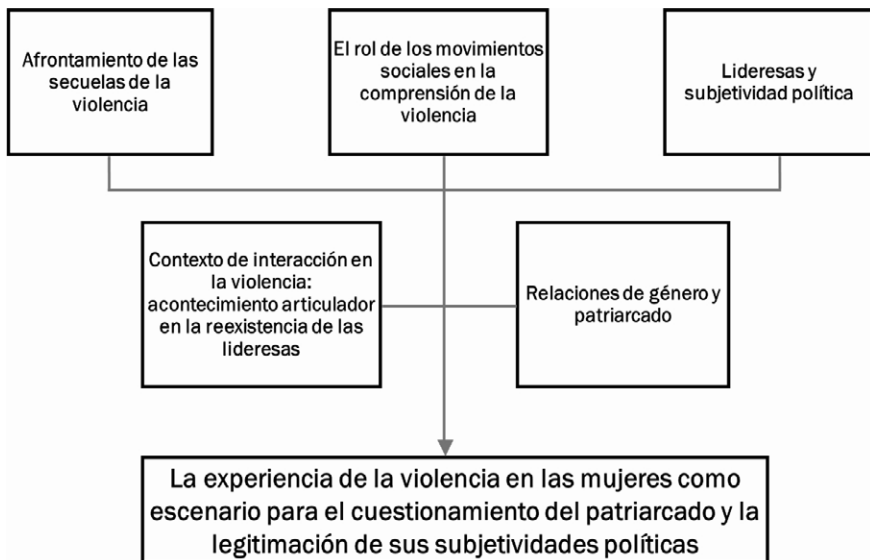 Afrontamiento de las
secuelas de la
violencia
El rol de los movimientos
sociales en la
comprensión de la
violencia
Lideresas y
subjetividad política
Contexto de interacción en
la violencia:
acontecimiento articulador
en la reexistencia de las
lideresas
Relaciones de género y
patriarcado
La experiencia de la violencia en las mujeres como
escenario para el cuestionamiento del patriarcado y la
legitimación de sus subjetividades políticas